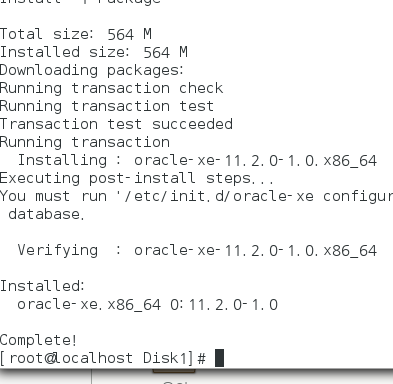 Install 1 Package
Total size: 564 M
Installed size: 564 M
Downloading packages:
Running transaction check
Running transaction test
Transaction test succeeded
Running transaction
Installing : oracle-xe-11.2.0-1.0.x86_64
Executing post-install steps...
You must run '/etc/init.d/oracle-xe configur
database.
Verifying : oracle-xe-11.2.0-1.0.x86_64
Installed:
oracle-xe.x86_64 0:11.2.0-1.0
Complete!
[root@localhost Disk1]#